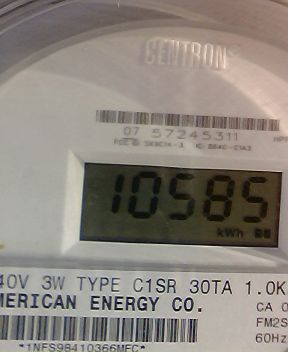 CENTRON®
07 57245311
10585
kWh
40V 3W TYPE C1SR 30TA 1.0K
MERICAN ENERGY CO.
CA 0
FM2S
60Hz
*1NFS98410366MFC*